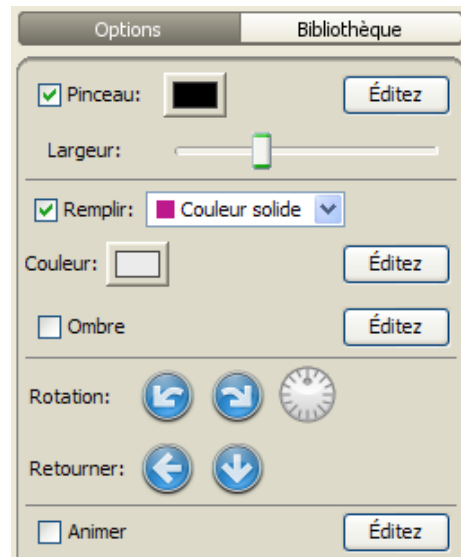 Options Bibliothèque
Pinceau: Éditez
Largeur:
Remplir: Couleur solide
Couleur: Éditez
Ombre Éditez
Rotation:
Retourner:
Animer Éditez